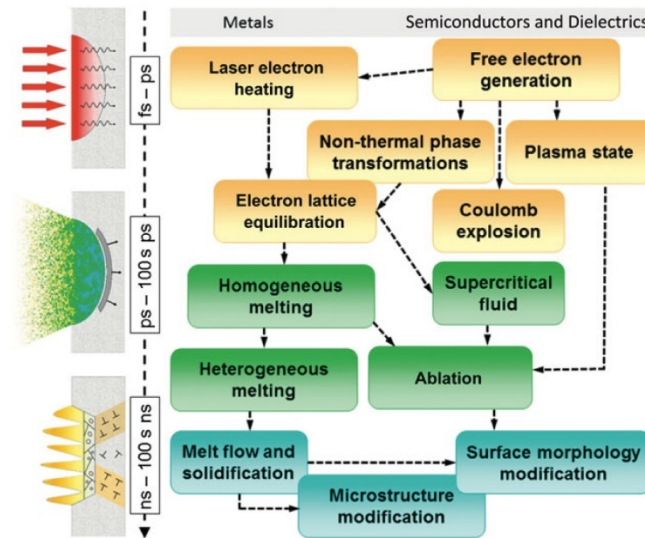 Metals
Semiconductors and Dielectrics
fs – ps
Laser electron
heating
Free electron
generation
Non-thermal phase
transformations
Plasma state
Electron lattice
equilibration
Coulomb
explosion
ps – 100 s ps
Homogeneous
melting
Supercritical
fluid
Heterogeneous
melting
Ablation
ns – 100 s ns
Melt flow and
solidification
Surface morphology
modification
Microstructure
modification